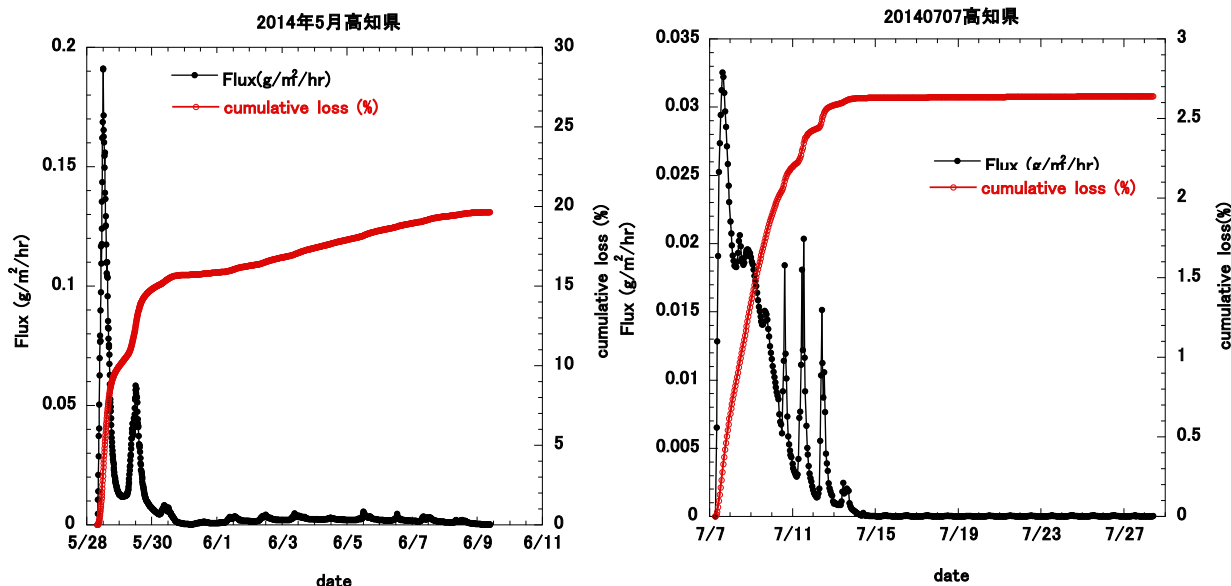 2014年5月高知県
0.2
0.15
0.1
0.05
0
30
25
20
15
10
5
0
Flux(g/㎡/hr)
cumulative loss (%)
Flux (g/㎡/hr)
cumulative loss (%)
5/28 5/30 6/1 6/3 6/5 6/7 6/9 6/11
date
20140707高知県
0.035
0.03
0.025
0.02
0.015
0.01
0.005
0
3
2.5
2
1.5
1
0.5
0
Flux (g/㎡/hr)
cumulative loss (%)
Flux (g/㎡/hr)
cumulative loss(%)
7/7 7/11 7/15 7/19 7/23 7/27
date